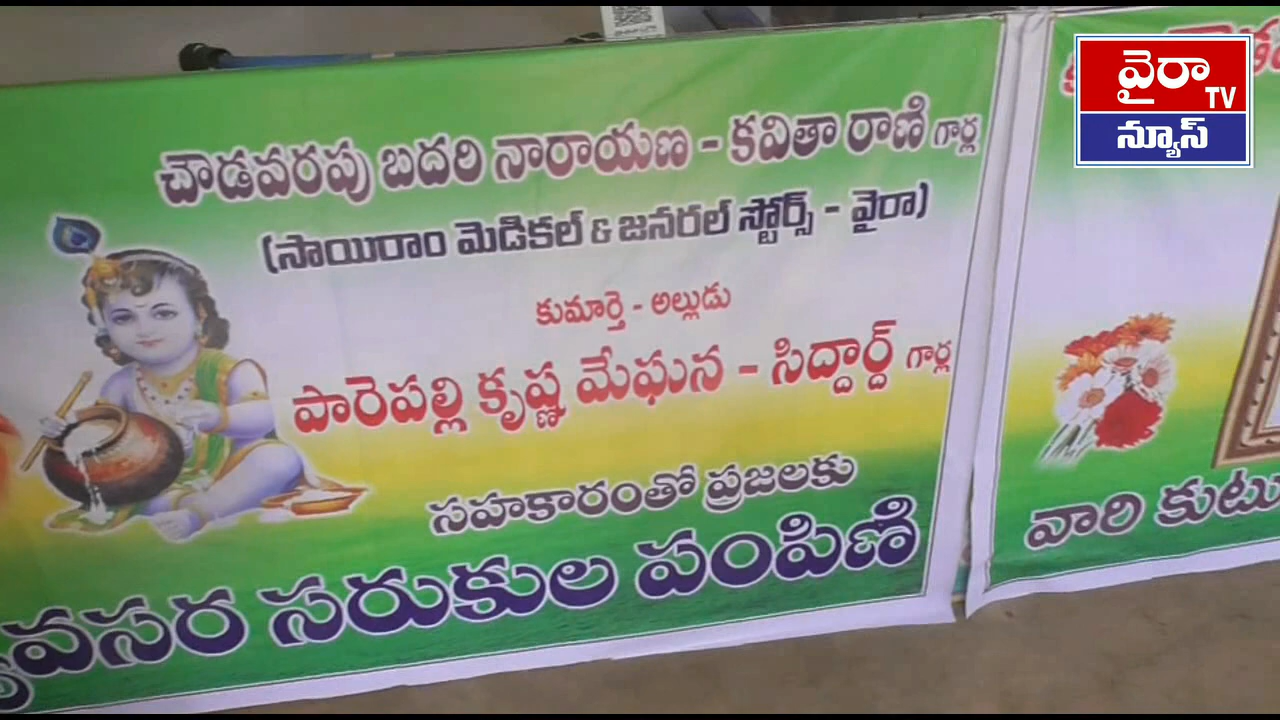 చౌడవరపు బదరి నారాయణ - కవితా రాణి గార్ల
(సాయిరాం మెడికల్ & జనరల్ స్టోర్స్ - వైరా)
కుమార్తె - అల్లుడు
పారెపల్లి కృష్ణ మేఘన - సిద్దార్ద్ గార్ల
సహకారంతో ప్రజలకు
వసర సరుకుల పంపిణి
వారి కుటు
వైరా
TV
న్యూస్